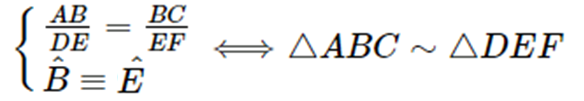 { AB/DE = BC/EF
B̂ ≡ Ê ⟺ △ABC ∼ △DEF